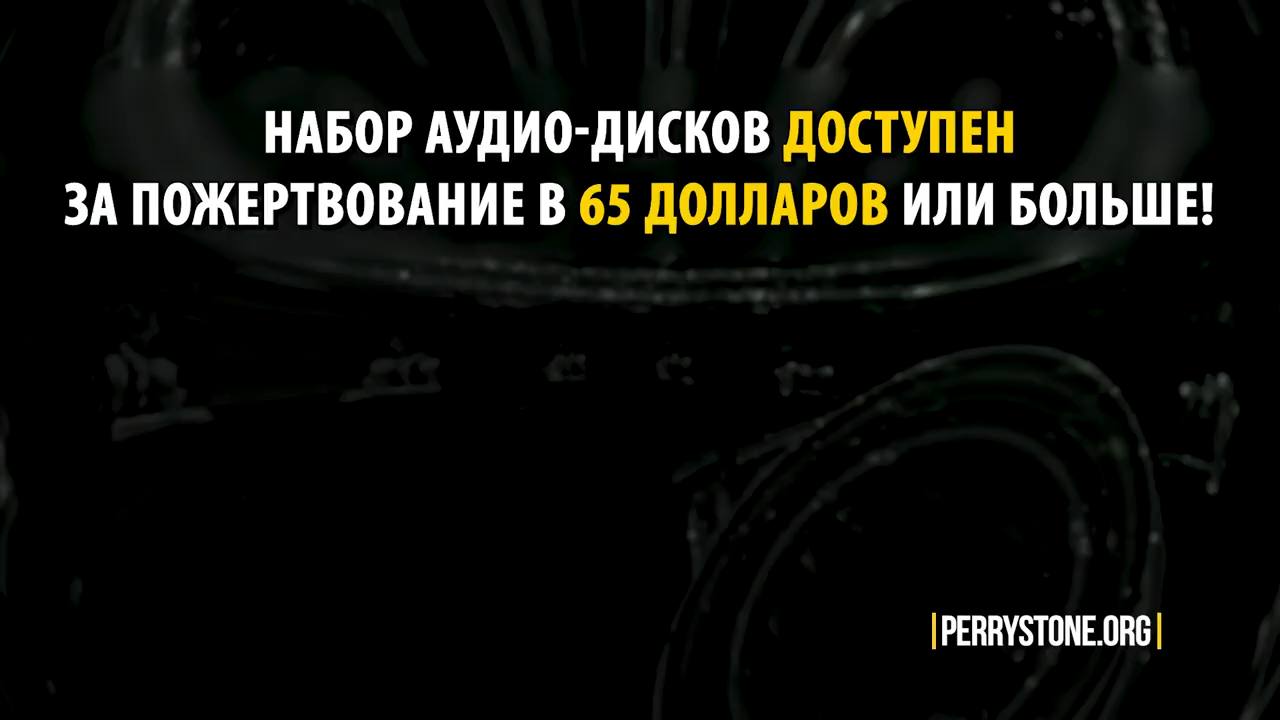 НАБОР АУДИО-ДИСКОВ ДОСТУПЕН
ЗА ПОЖЕРТВОВАНИЕ В 65 ДОЛЛАРОВ ИЛИ БОЛЬШЕ!
PERRYSTONE.ORG